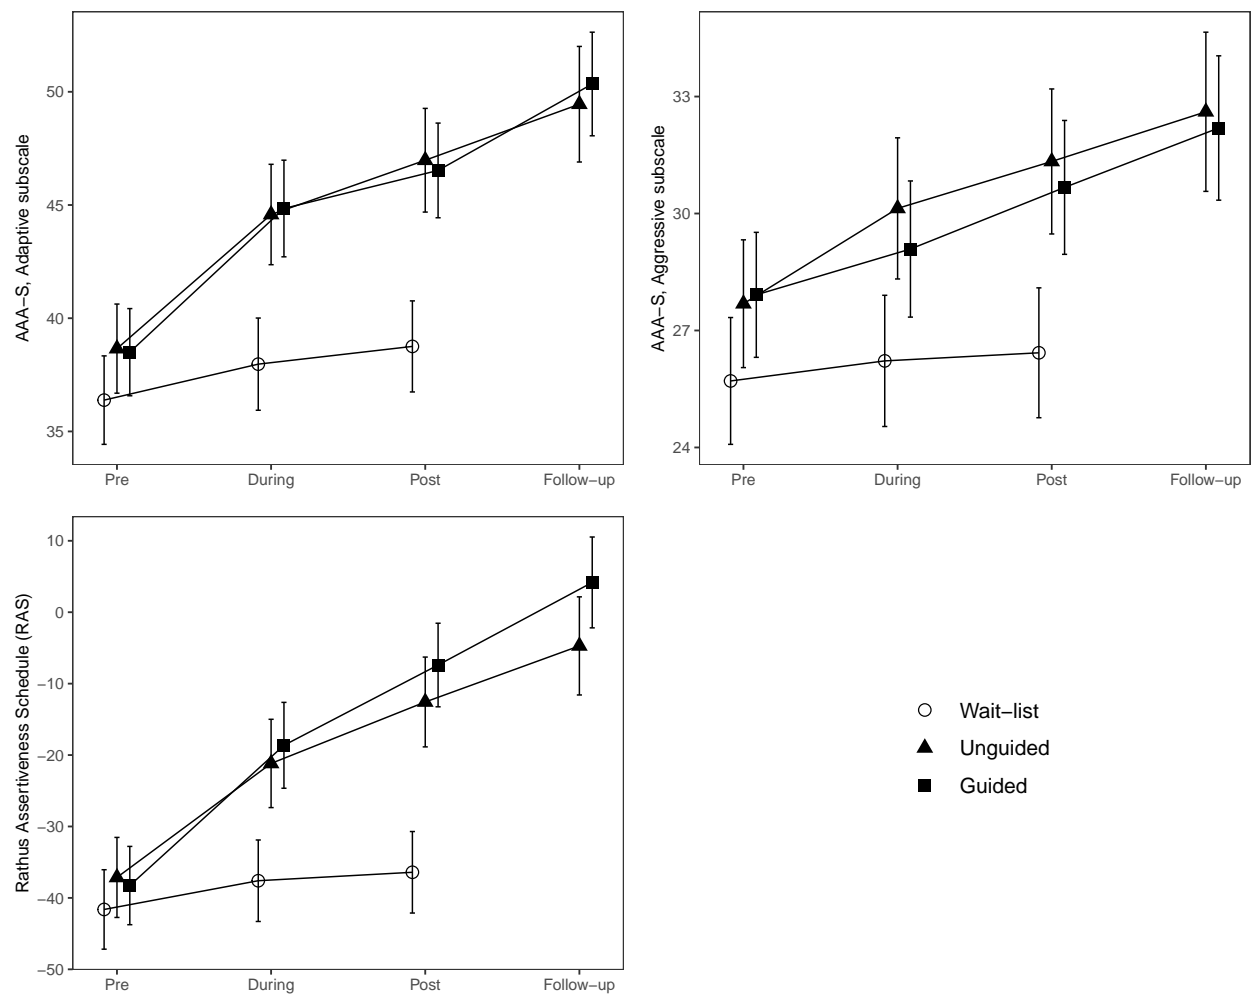 AAA−S, Adaptive subscale
50
45
40
35
Pre During Post Follow−up
AAA−S, Aggressive subscale
33
30
27
24
Pre During Post Follow−up
Rathus Assertiveness Schedule (RAS)
10
0
−10
−20
−30
−40
−50
Pre During Post Follow−up
Wait−list
Unguided
Guided